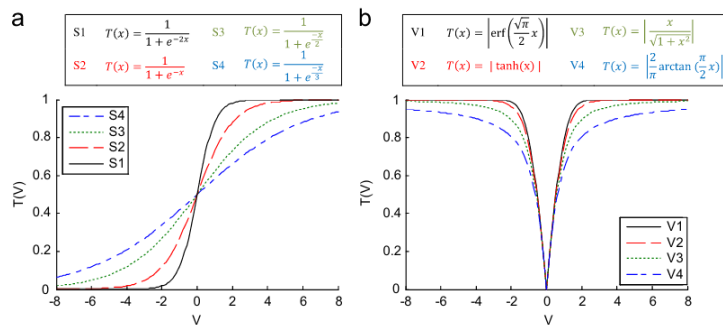 a
S1 T(x) = 1/(1 + e^{-2x}) S3 T(x) = 1/(1 + e^{-x/2})
S2 T(x) = 1/(1 + e^{-x}) S4 T(x) = 1/(1 + e^{-x/3})
S4
S3
S2
S1
1
0.8
0.6
0.4
0.2
0
T(V)
-8 -6 -4 -2 0 2 4 6 8
V
b
V1 T(x) = |erf(√π/2 x)| V3 T(x) = |x/√(1 + x²)|
V2 T(x) = | tanh(x) | V4 T(x) = |2/π arctan (π/2 x)|
1
0.8
0.6
0.4
0.2
0
T(V)
V1
V2
V3
V4
-8 -6 -4 -2 0 2 4 6 8
V